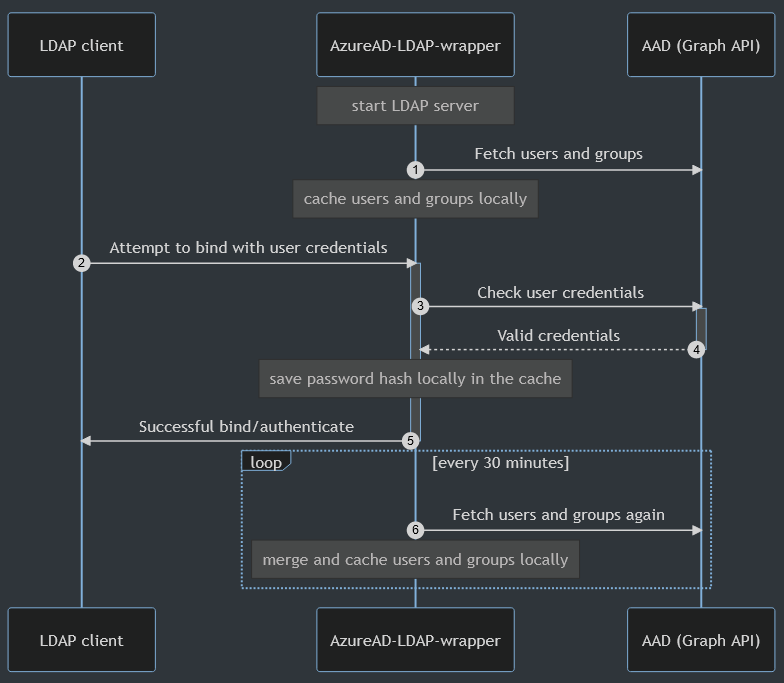 LDAP client
AzureAD-LDAP-wrapper
AAD (Graph API)
start LDAP server
Fetch users and groups
1
cache users and groups locally
Attempt to bind with user credentials
2
Check user credentials
3
Valid credentials
4
save password hash locally in the cache
Successful bind/authenticate
5
loop
[every 30 minutes]
Fetch users and groups again
6
merge and cache users and groups locally
LDAP client
AzureAD-LDAP-wrapper
AAD (Graph API)